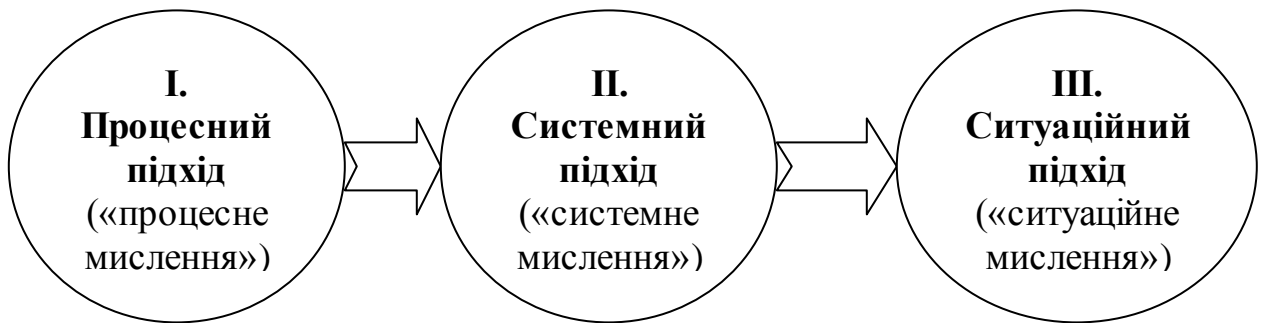 I.
Процесний
підхід
(«процесне
мислення»)
II.
Системний
підхід
(«системне
мислення»)
III.
Ситуаційний
підхід
(«ситуаційне
мислення»)